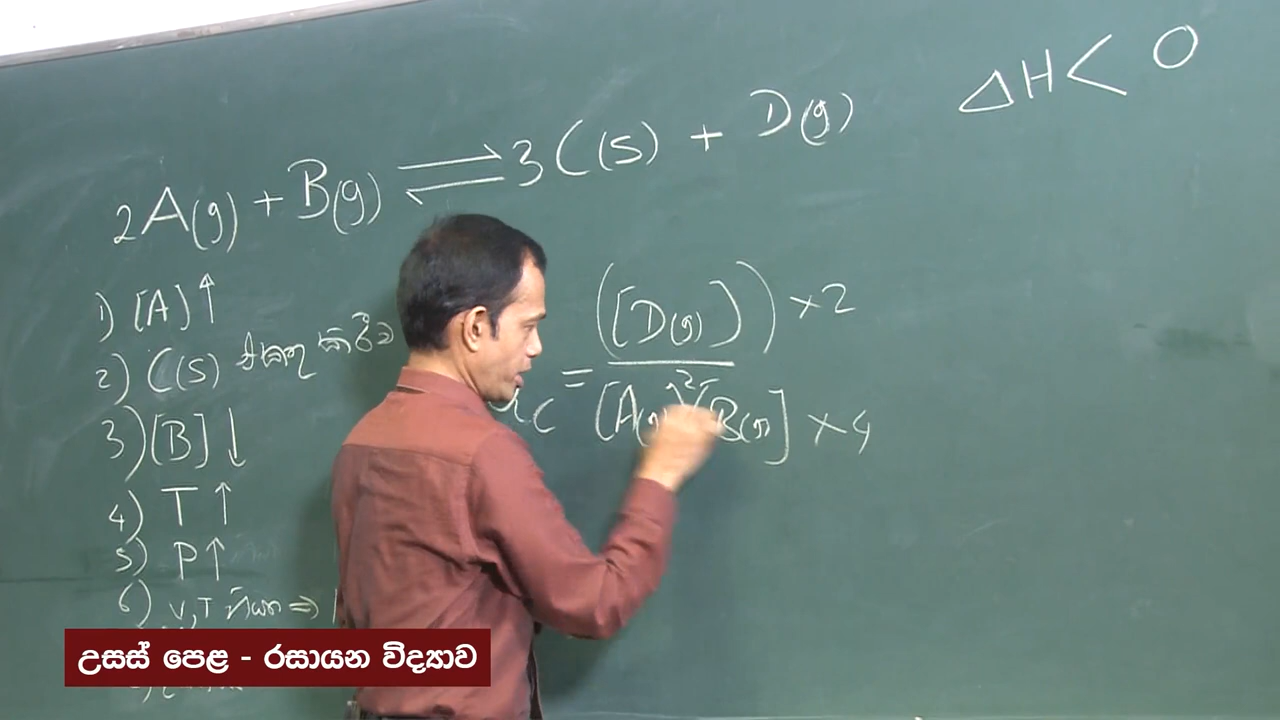 ΔH < 0
2A(g) + B(g) ⇌ 3C(s) + D(g)
1) [A] ↑
2) C(s) එකතු කිරීම
3) [B] ↓
4) T ↑
5) P ↑
6) V, T නියත ⇒
([D(g)]) × 2
= 
[A(g)]² [B(g)] × 4
උසස් පෙළ - රසායන විද්‍යාව